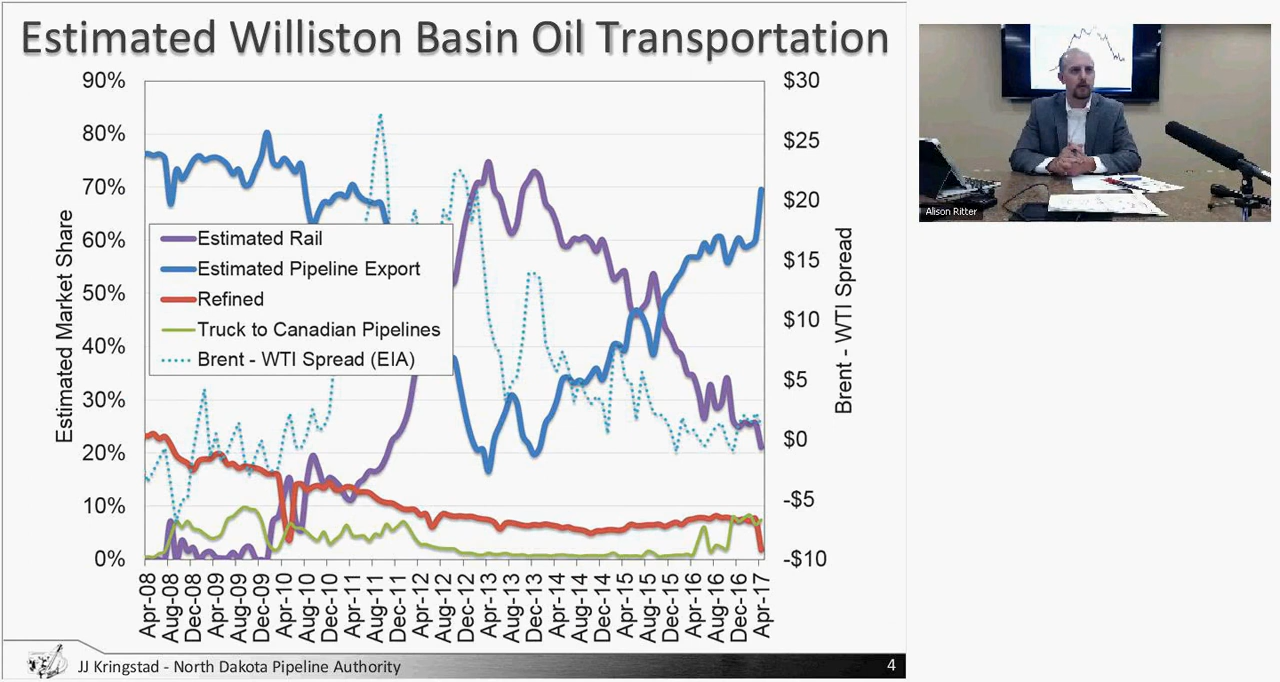 Estimated Williston Basin Oil Transportation
90%
80%
70%
60%
50%
40%
30%
20%
10%
0%
Estimated Market Share
$30
$25
$20
$15
$10
$5
$0
-$5
-$10
Brent - WTI Spread
Estimated Rail
Estimated Pipeline Export
Refined
Truck to Canadian Pipelines
Brent - WTI Spread (EIA)
Apr-08
Aug-08
Dec-08
Apr-09
Aug-09
Dec-09
Apr-10
Aug-10
Dec-10
Apr-11
Aug-11
Dec-11
Apr-12
Aug-12
Dec-12
Apr-13
Aug-13
Dec-13
Apr-14
Aug-14
Dec-14
Apr-15
Aug-15
Dec-15
Apr-16
Aug-16
Dec-16
Apr-17
JJ Kringstad - North Dakota Pipeline Authority
4
Alison Ritter